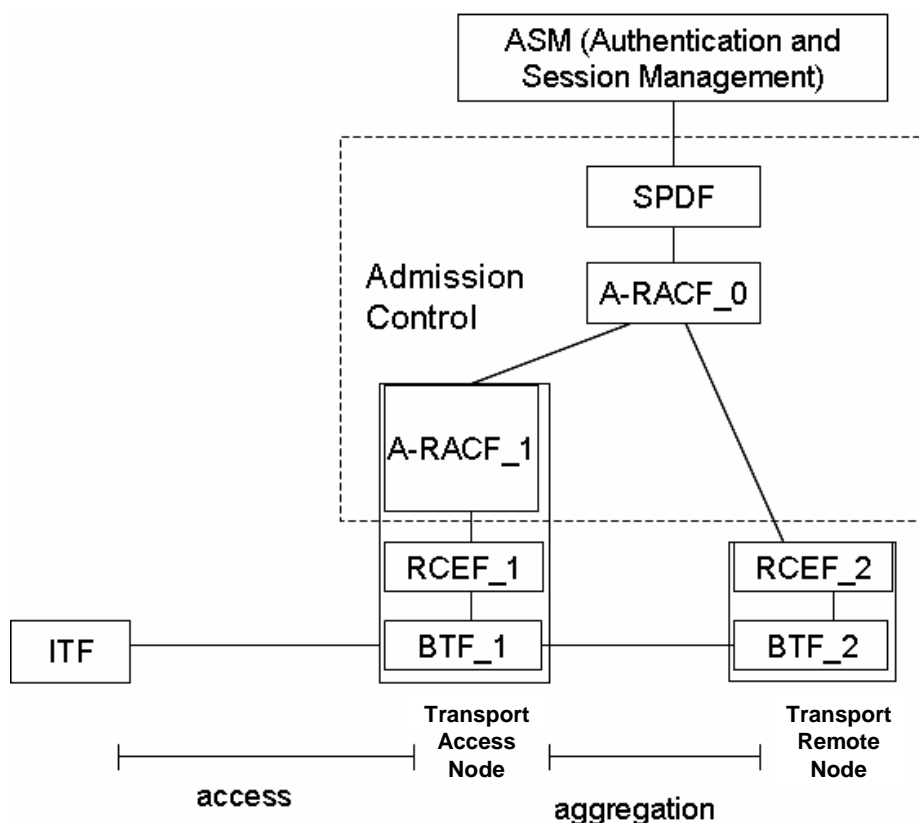 ASM (Authentication and
Session Management)
SPDF
Admission
Control
A-RACF_0
A-RACF_1
RCEF_1
RCEF_2
ITF
BTF_1
BTF_2
Transport
Access
Node
Transport
Remote
Node
access
aggregation